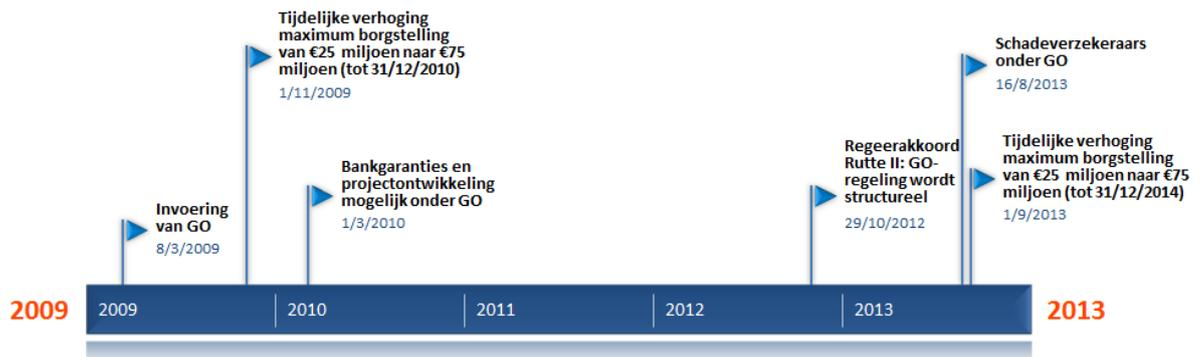 Tijdelijke verhoging
maximum borgstelling
van €25 miljoen naar €75
miljoen (tot 31/12/2010)
1/11/2009
Schadeverzekeraars
onder GO
16/8/2013
Bankgaranties en
projectontwikkeling
mogelijk onder GO
1/3/2010
Regeerakkoord
Rutte II: GO-
regeling wordt
structureel
29/10/2012
Tijdelijke verhoging
maximum borgstelling
van €25 miljoen naar €75
miljoen (tot 31/12/2014)
1/9/2013
Invoering
van GO
8/3/2009
2009
2009
2010
2011
2012
2013
2013